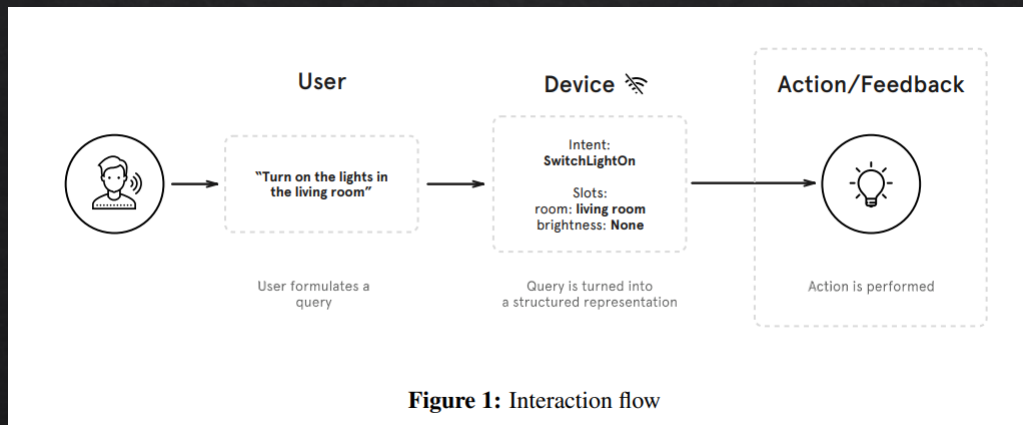 User
“Turn on the lights in
the living room”
User formulates a
query
Device
Intent:
SwitchLightOn
Slots:
room: living room
brightness: None
Query is turned into
a structured representation
Action/Feedback
Action is performed
Figure 1: Interaction flow